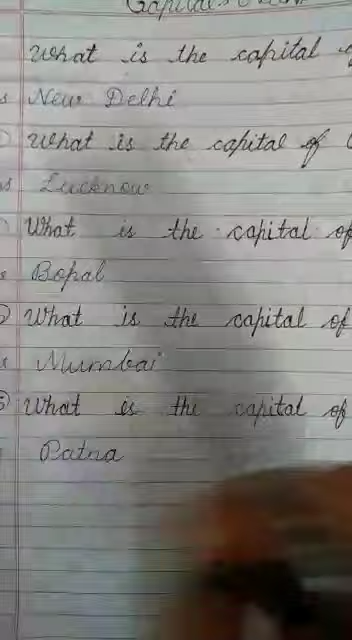 What is the capital
New Delhi
What is the capital of
Lucknow
What is the capital of
Bopal
What is the capital of
Mumbai
What is the capital of
Patna